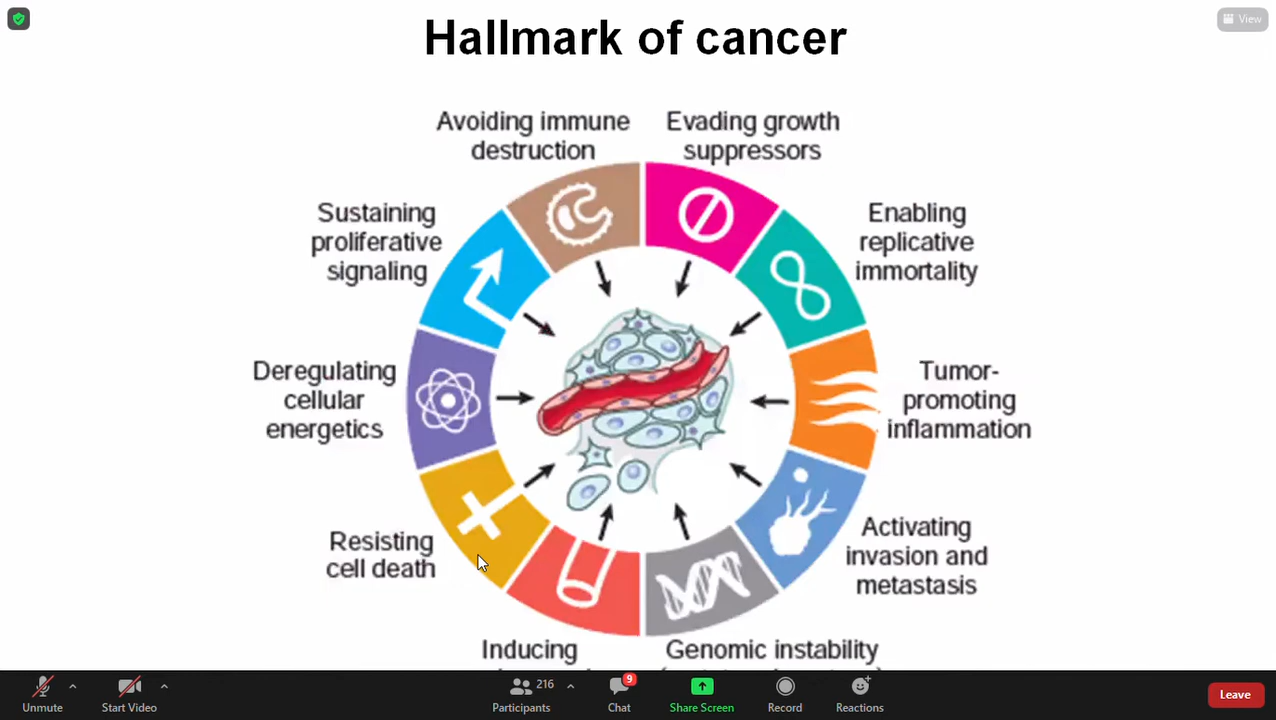 View
Hallmark of cancer
Avoiding immune
destruction
Evading growth
suppressors
Sustaining
proliferative
signaling
Enabling
replicative
immortality
Deregulating
cellular
energetics
Tumor-
promoting
inflammation
Resisting
cell death
Activating
invasion and
metastasis
Inducing
Genomic instability
216
9
Unmute
Start Video
Participants
Chat
Share Screen
Record
Reactions
Leave